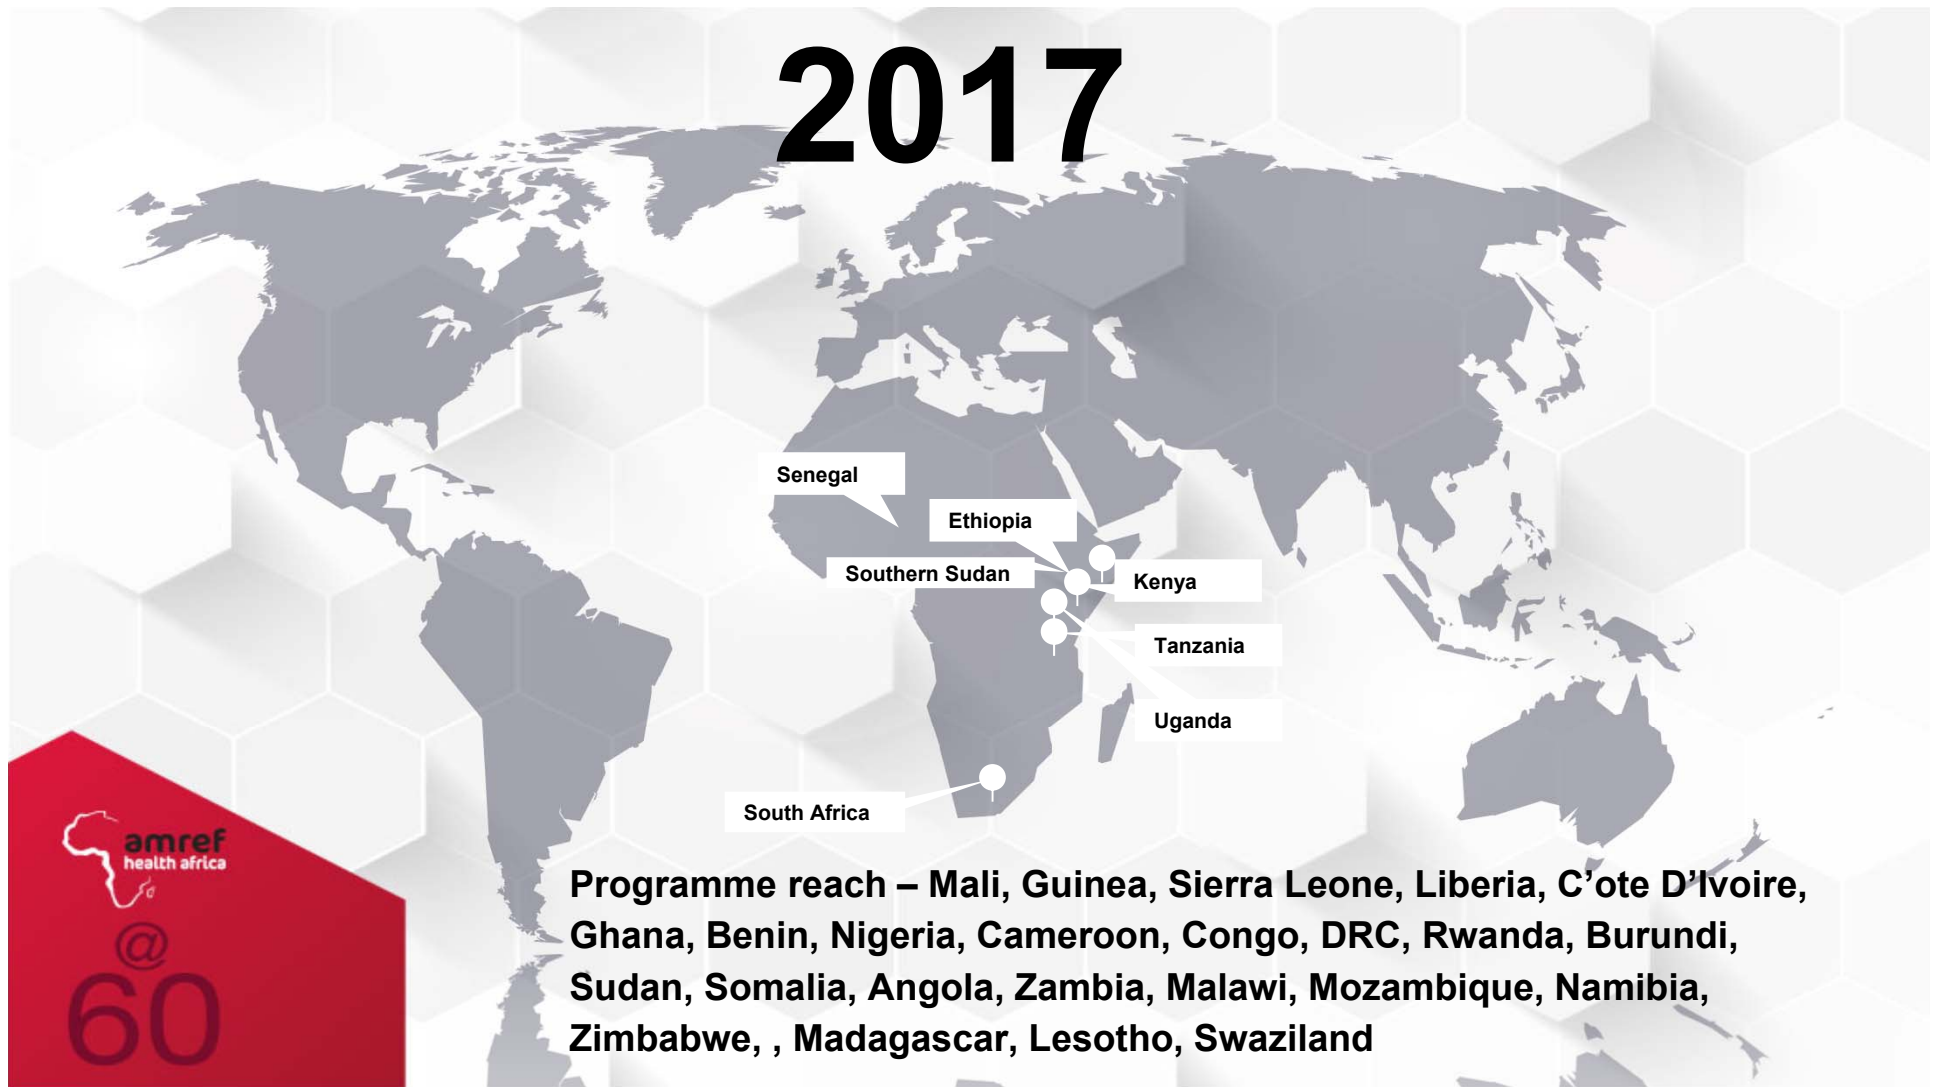 2017
Senegal
Ethiopia
Southern Sudan
Kenya
Tanzania
Uganda
South Africa
amref
health africa
@
60
Programme reach – Mali, Guinea, Sierra Leone, Liberia, C’ote D’Ivoire,
Ghana, Benin, Nigeria, Cameroon, Congo, DRC, Rwanda, Burundi,
Sudan, Somalia, Angola, Zambia, Malawi, Mozambique, Namibia,
Zimbabwe, , Madagascar, Lesotho, Swaziland